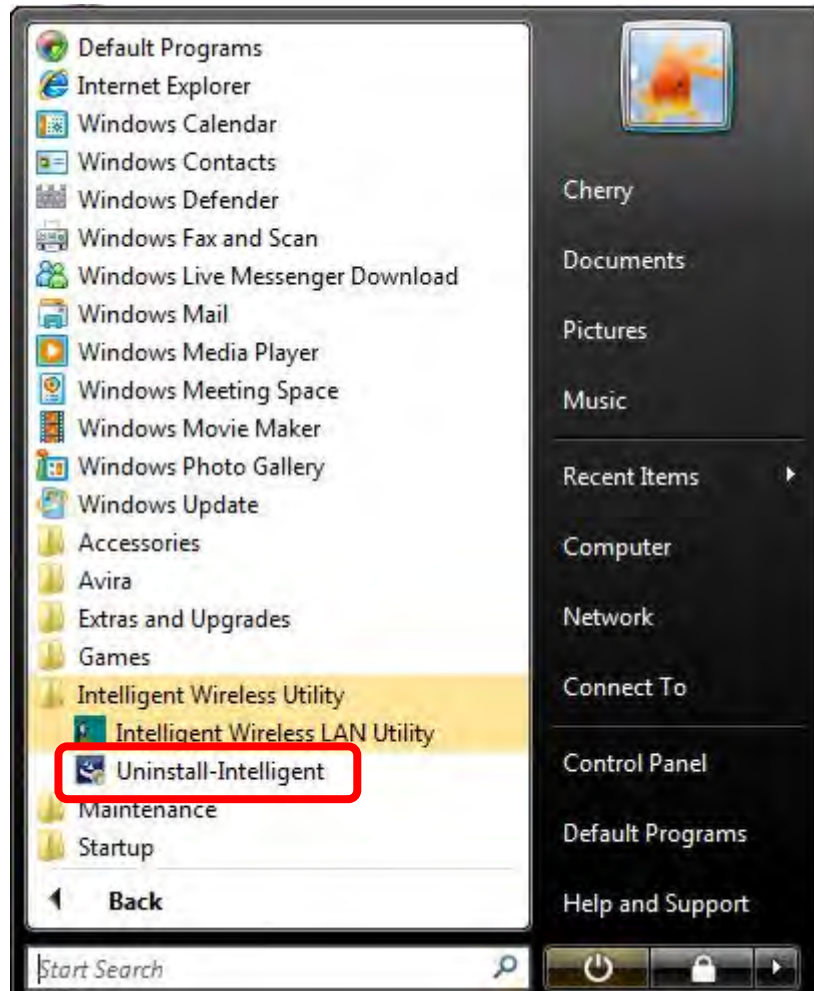 Default Programs
Internet Explorer
Windows Calendar
Windows Contacts
Windows Defender
Windows Fax and Scan
Windows Live Messenger Download
Windows Mail
Windows Media Player
Windows Meeting Space
Windows Movie Maker
Windows Photo Gallery
Windows Update
Accessories
Avira
Extras and Upgrades
Games
Intelligent Wireless Utility
Intelligent Wireless LAN Utility
Uninstall-Intelligent
Maintenance
Startup
Back
Start Search
Cherry
Documents
Pictures
Music
Recent Items
Computer
Network
Connect To
Control Panel
Default Programs
Help and Support